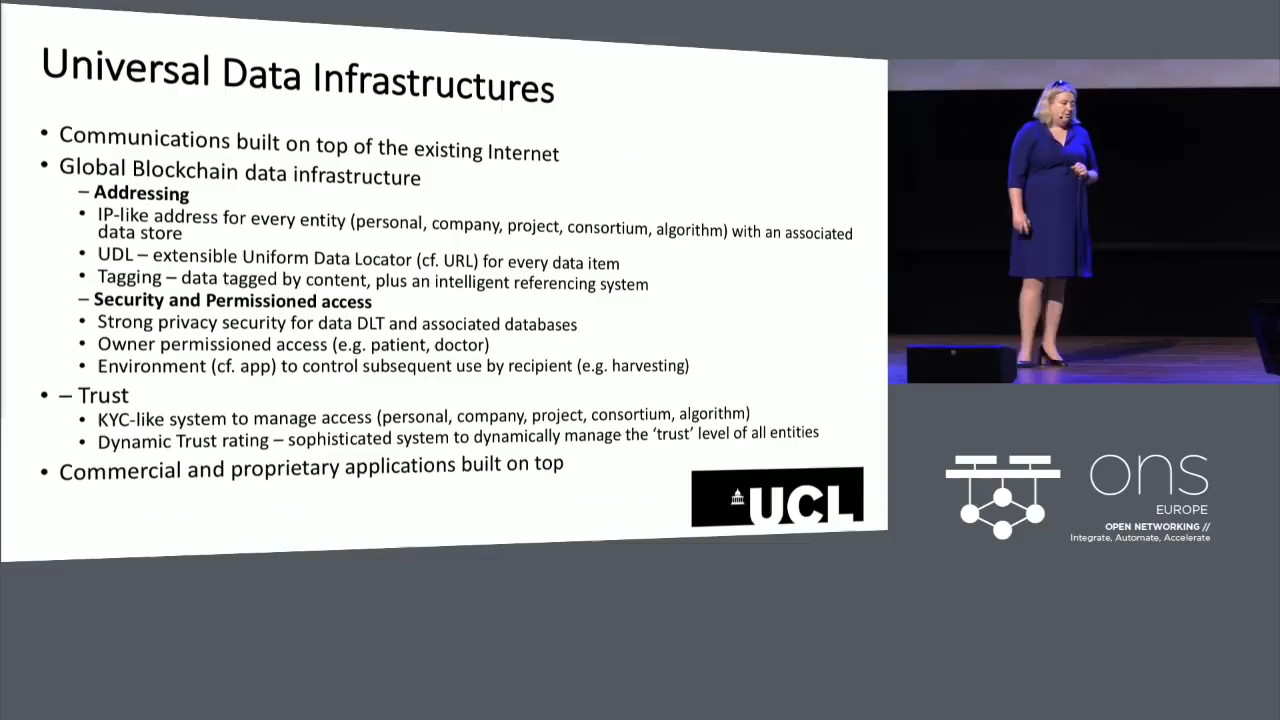 Universal Data Infrastructures
• Communications built on top of the existing Internet
• Global Blockchain data infrastructure
– Addressing
• IP-like address for every entity (personal, company, project, consortium, algorithm) with an associated
data store
• UDL – extensible Uniform Data Locator (cf. URL) for every data item
• Tagging – data tagged by content, plus an intelligent referencing system
– Security and Permissioned access
• Strong privacy security for data DLT and associated databases
• Owner permissioned access (e.g. patient, doctor)
• Environment (cf. app) to control subsequent use by recipient (e.g. harvesting)
• – Trust
• KYC-like system to manage access (personal, company, project, consortium, algorithm)
• Dynamic Trust rating – sophisticated system to dynamically manage the ‘trust’ level of all entities
• Commercial and proprietary applications built on top
UCL
ons
EUROPE
OPEN NETWORKING //
Integrate, Automate, Accelerate